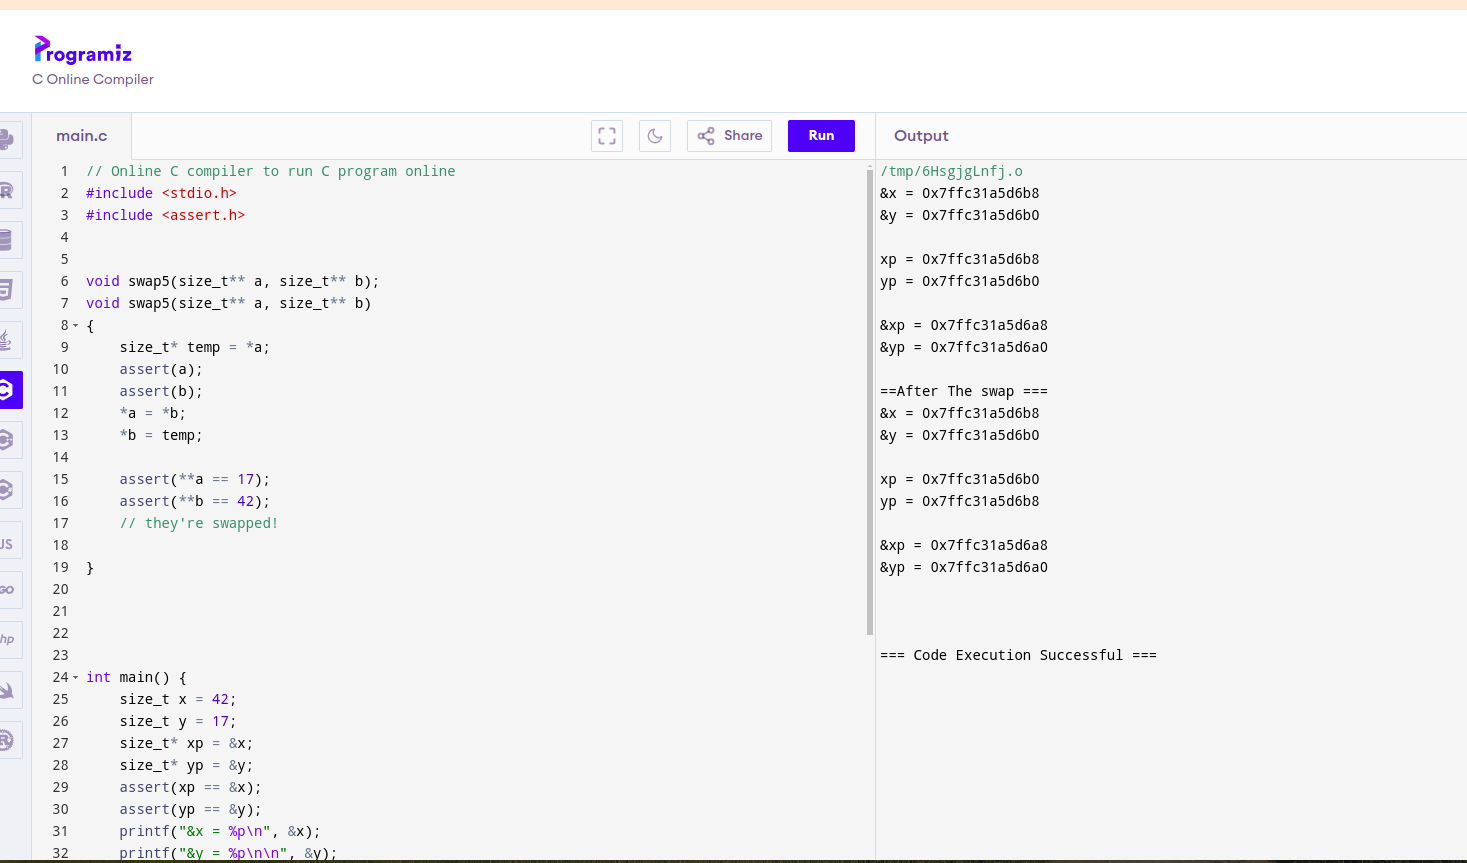 Programiz
C Online Compiler
main.c
Share
Run
Output
1 // Online C compiler to run C program online
2 #include <stdio.h>
3 #include <assert.h>
4
5
6 void swap5(size_t** a, size_t** b);
7 void swap5(size_t** a, size_t** b)
8 {
9 size_t* temp = *a;
10 assert(a);
11 assert(b);
12 *a = *b;
13 *b = temp;
14
15 assert(**a == 17);
16 assert(**b == 42);
17 // they're swapped!
18
19 }
20
21
22
23
24 int main() {
25 size_t x = 42;
26 size_t y = 17;
27 size_t* xp = &x;
28 size_t* yp = &y;
29 assert(xp == &x);
30 assert(yp == &y);
31 printf("&x = %p\n", &x);
32 printf("&y = %p\n\n", &y);
/tmp/6HsgjgLnfj.o
&x = 0x7ffc31a5d6b8
&y = 0x7ffc31a5d6b0
xp = 0x7ffc31a5d6b8
yp = 0x7ffc31a5d6b0
&xp = 0x7ffc31a5d6a8
&yp = 0x7ffc31a5d6a0
==After The swap ===
&x = 0x7ffc31a5d6b8
&y = 0x7ffc31a5d6b0
xp = 0x7ffc31a5d6b0
yp = 0x7ffc31a5d6b8
&xp = 0x7ffc31a5d6a8
&yp = 0x7ffc31a5d6a0
=== Code Execution Successful ===